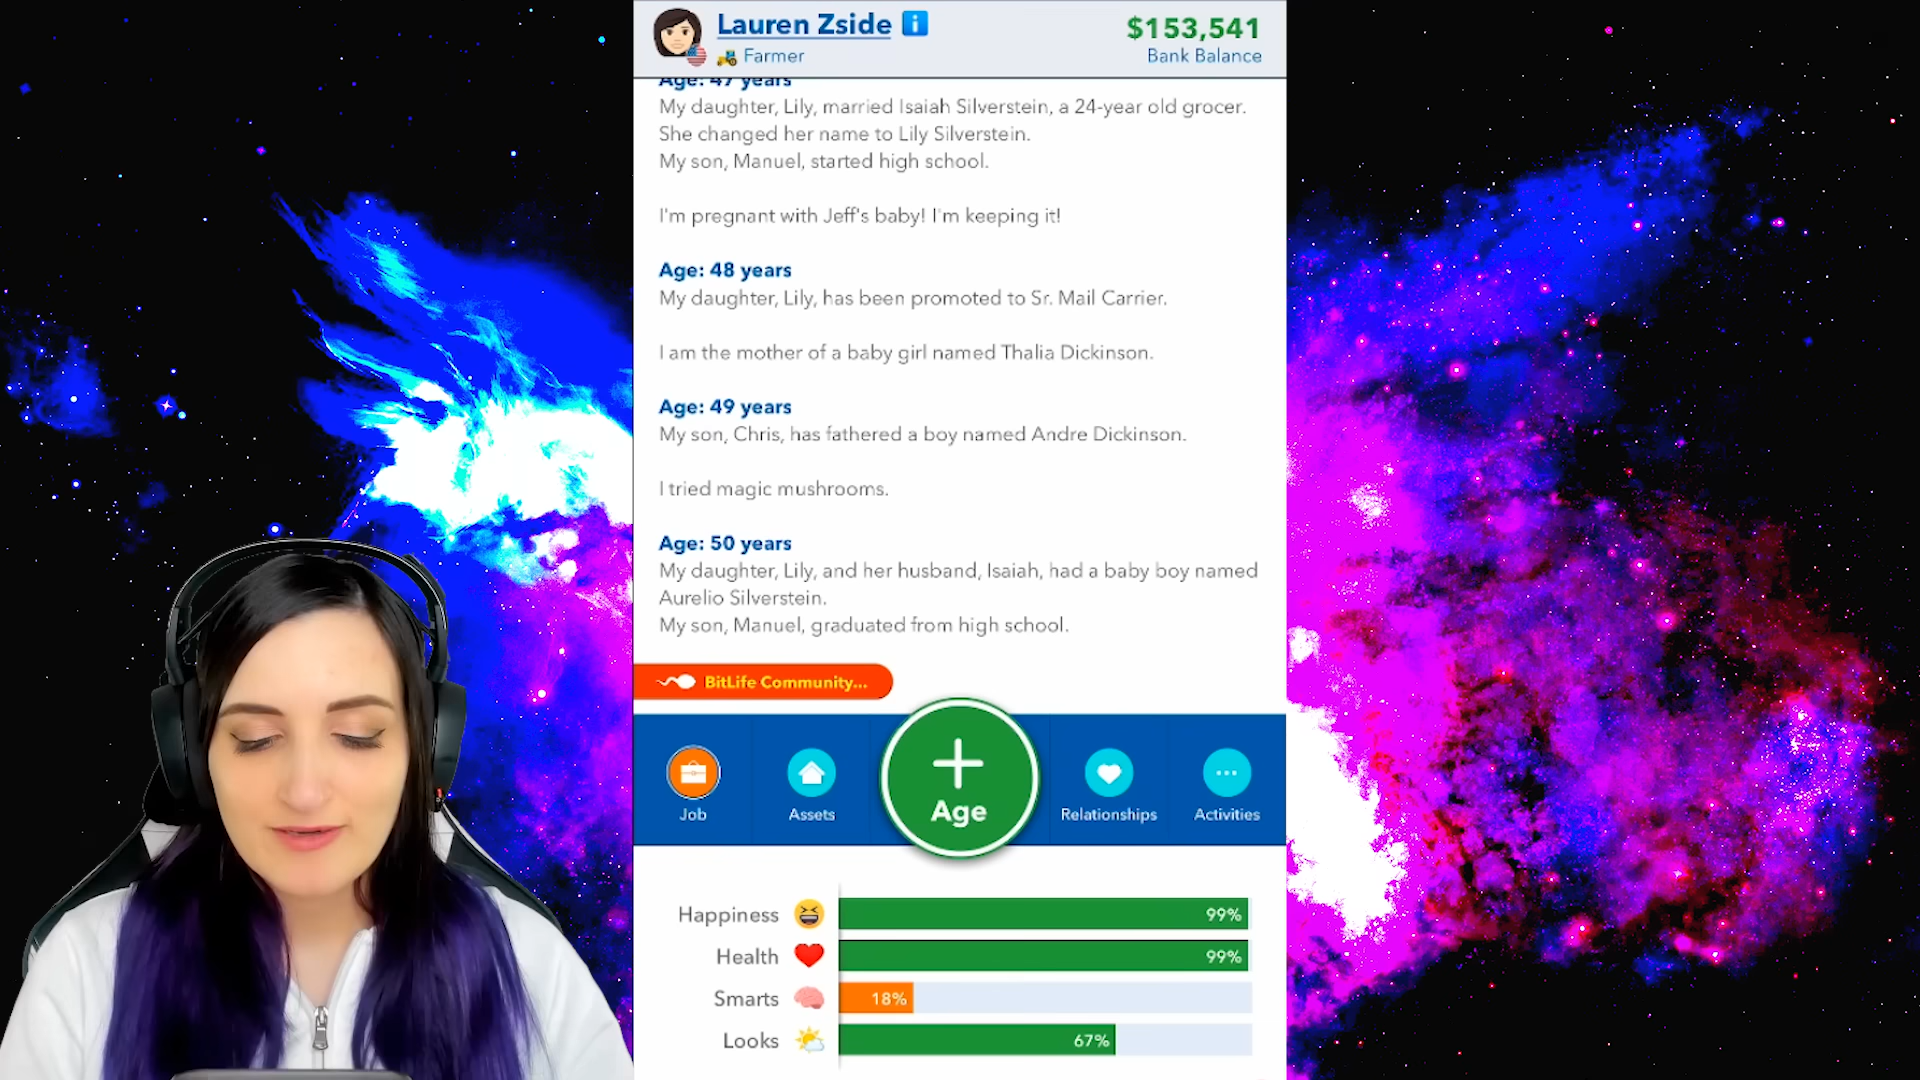 Lauren Zside
$153,541
Farmer
Bank Balance
Age: 47 years
My daughter, Lily, married Isaiah Silverstein, a 24-year old grocer.
She changed her name to Lily Silverstein.
My son, Manuel, started high school.
I'm pregnant with Jeff's baby! I'm keeping it!
Age: 48 years
My daughter, Lily, has been promoted to Sr. Mail Carrier.
I am the mother of a baby girl named Thalia Dickinson.
Age: 49 years
My son, Chris, has fathered a boy named Andre Dickinson.
I tried magic mushrooms.
Age: 50 years
My daughter, Lily, and her husband, Isaiah, had a baby boy named
Aurelio Silverstein.
My son, Manuel, graduated from high school.
BitLife Community...
Job
Assets
Age
Relationships
Activities
Happiness 99%
Health 99%
Smarts 18%
Looks 67%